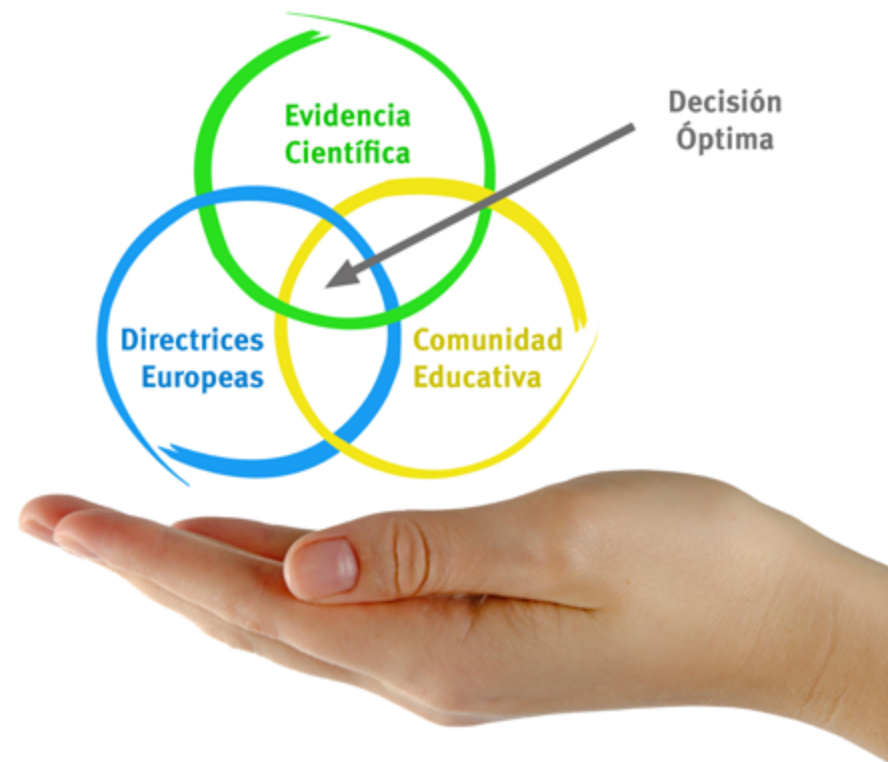 Evidencia
Científica
Decisión
Óptima
Directrices
Europeas
Comunidad
Educativa